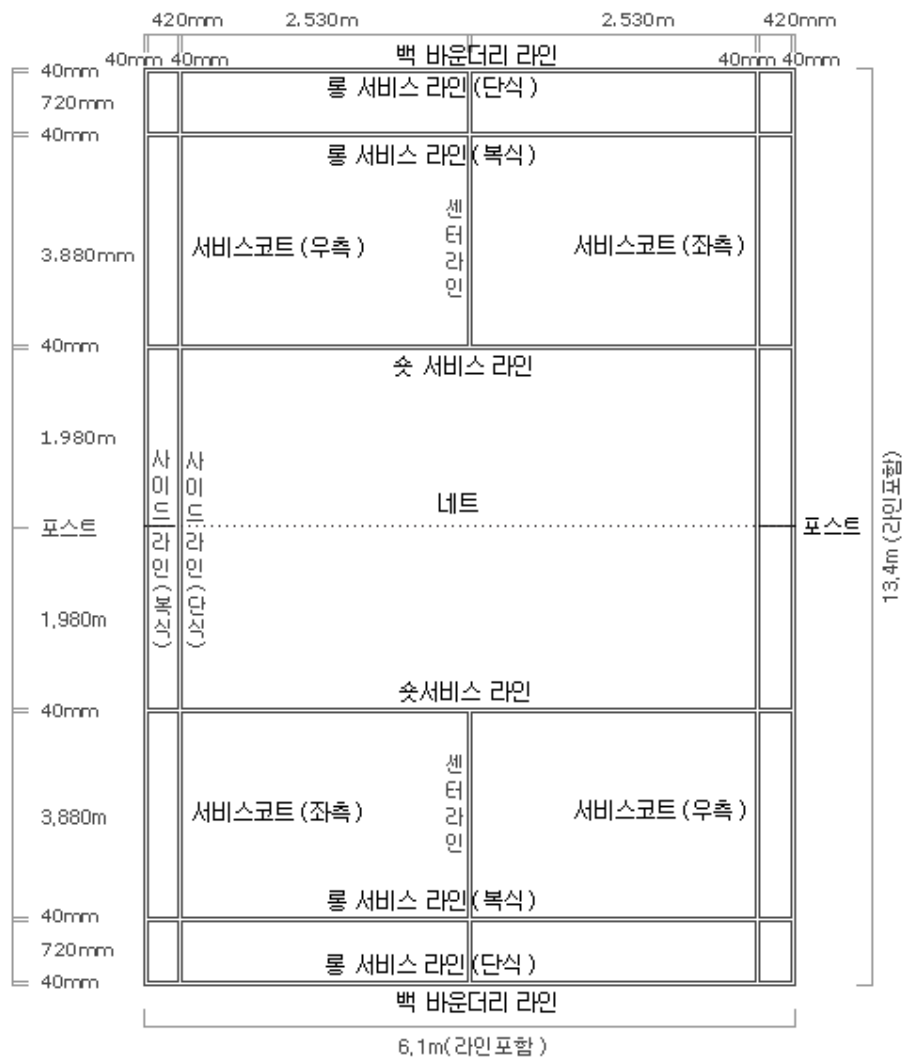 420mm 2.530m 2.530m 420mm
40mm 40mm 백 바운더리 라인 40mm 40mm
40mm
롱 서비스 라인(단식)
720mm
40mm
롱 서비스 라인(복식)
센터라인
서비스코트(우측) 서비스코트(좌측)
3.880mm
40mm
숏 서비스 라인
1.980m
사이드라인(복식)
사이드라인(단식)
네트
포스트 포스트
13,4m(라인포함)
1,980m
숏서비스 라인
40mm
센터라인
서비스코트(좌측) 서비스코트(우측)
3,880m
롱 서비스 라인(복식)
40mm
720mm
롱 서비스 라인(단식)
40mm
백 바운더리 라인
6,1m(라인포함)